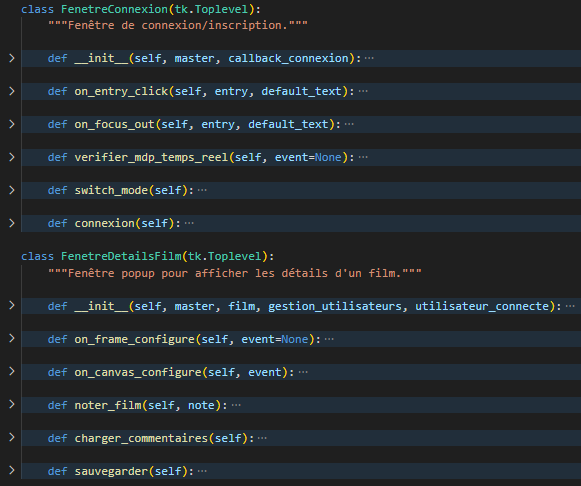 class FenetreConnexion(tk.Toplevel):
"""Fenêtre de connexion/inscription."""
def __init__(self, master, callback_connexion): ···
def on_entry_click(self, entry, default_text): ···
def on_focus_out(self, entry, default_text): ···
def verifier_mdp_temps_reel(self, event=None): ···
def switch_mode(self): ···
def connexion(self): ···
class FenetreDetailsFilm(tk.Toplevel):
"""Fenêtre popup pour afficher les détails d'un film."""
def __init__(self, master, film, gestion_utilisateurs, utilisateur_connecte): ···
def on_frame_configure(self, event=None): ···
def on_canvas_configure(self, event): ···
def noter_film(self, note): ···
def charger_commentaires(self): ···
def sauvegarder(self): ···